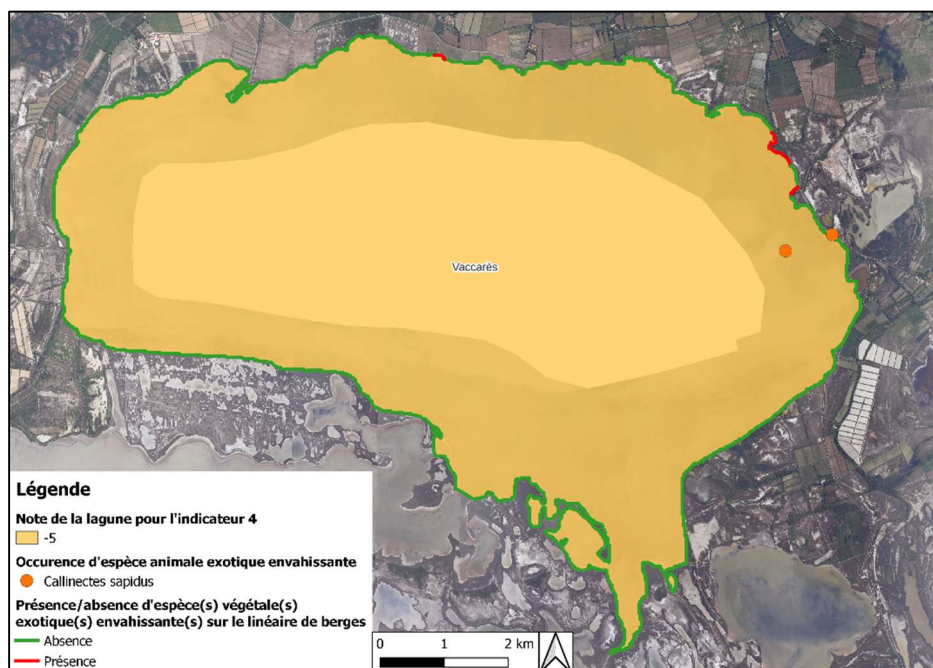 Vaccarès
Légende
Note de la lagune pour l'indicateur 4
-5
Occurence d'espèce animale exotique envahissante
Callinectes sapidus
Présence/absence d'espèce(s) végétale(s)
exotique(s) envahissante(s) sur le linéaire de berges
Absence
Présence
0 1 2 km